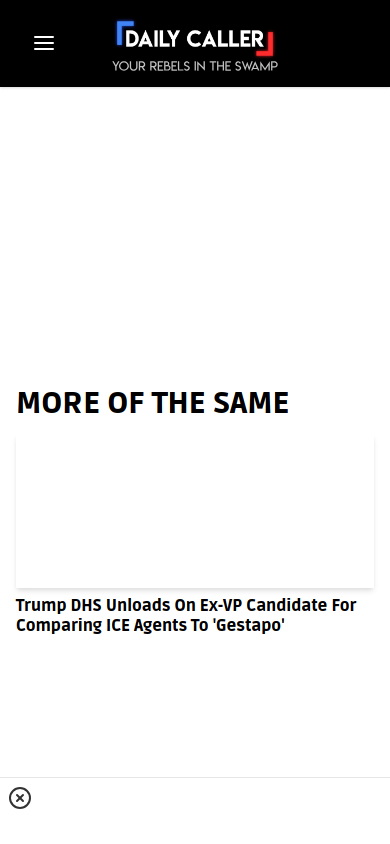 DAILY CALLER
YOUR REBELS IN THE SWAMP
MORE OF THE SAME
Trump DHS Unloads On Ex-VP Candidate For
Comparing ICE Agents To 'Gestapo'